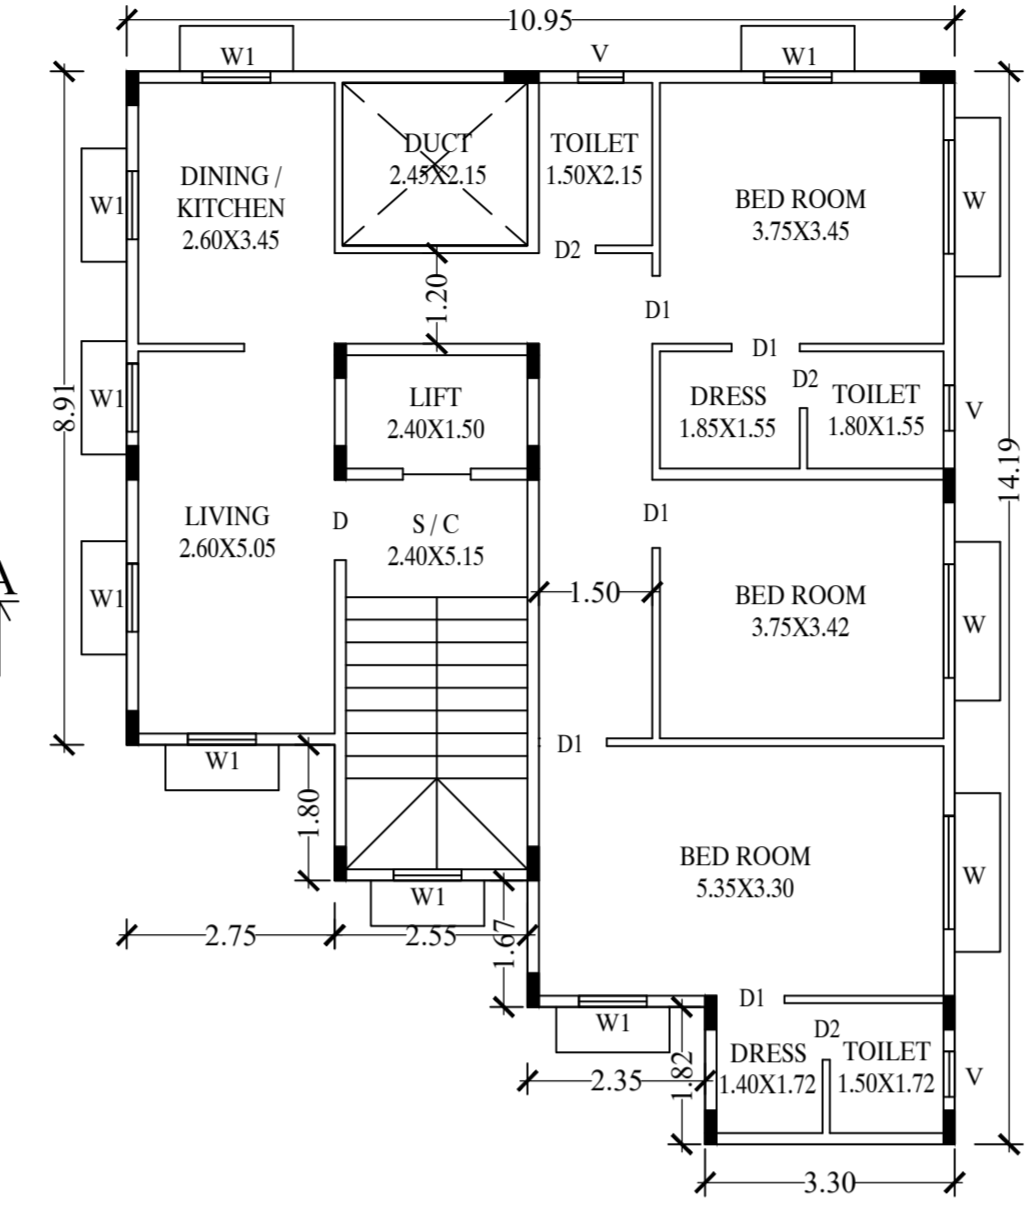 10.95
W1
V
W1
DUCT
2.45X2.15
TOILET
1.50X2.15
DINING /
KITCHEN
2.60X3.45
W1
BED ROOM
3.75X3.45
W
D2
1.20
D1
D1
D2
W1
8.91
LIFT
2.40X1.50
DRESS
1.85X1.55
TOILET
1.80X1.55
V
14.19
LIVING
2.60X5.05
D
S / C
2.40X5.15
D1
A
W1
1.50
BED ROOM
3.75X3.42
W
D1
W1
1.80
BED ROOM
5.35X3.30
W
W1
2.75
2.55
1.67
D1
W1
D2
DRESS
1.40X1.72
TOILET
1.50X1.72
V
2.35
1.82
3.30